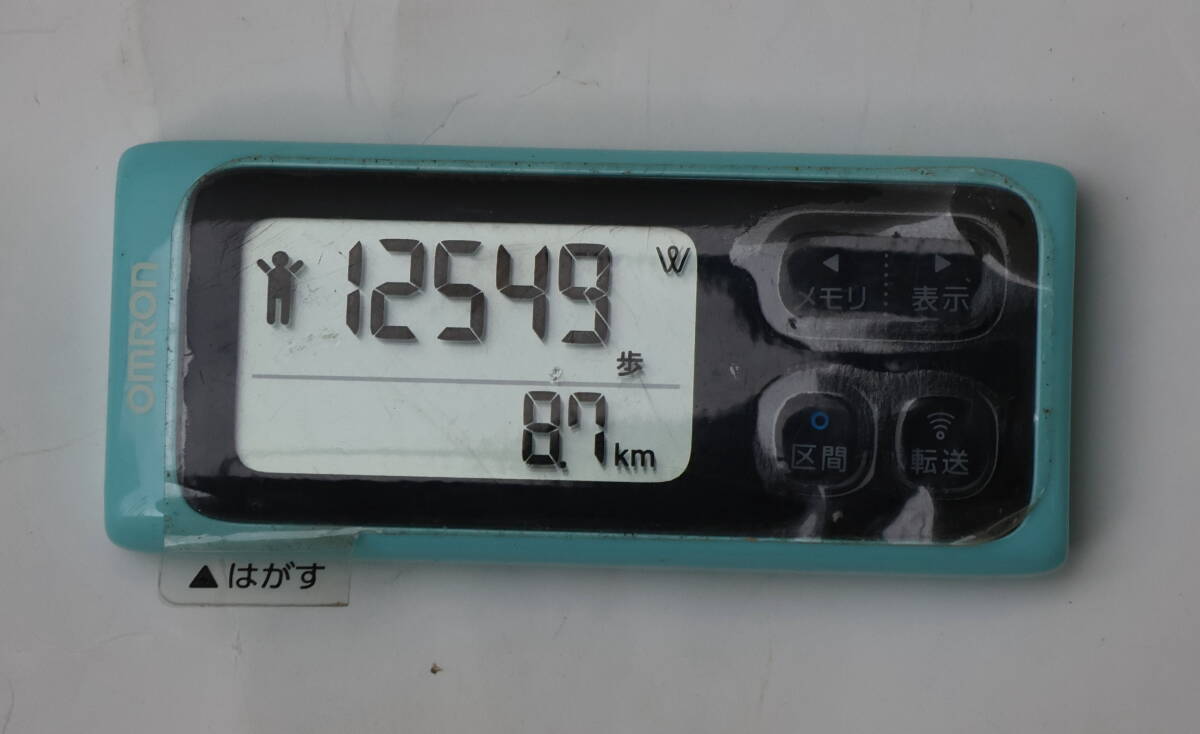 OMRON
12549 W
歩
8.7 km
◀ ▶
メモリ 表示
区間 転送
▲はがす